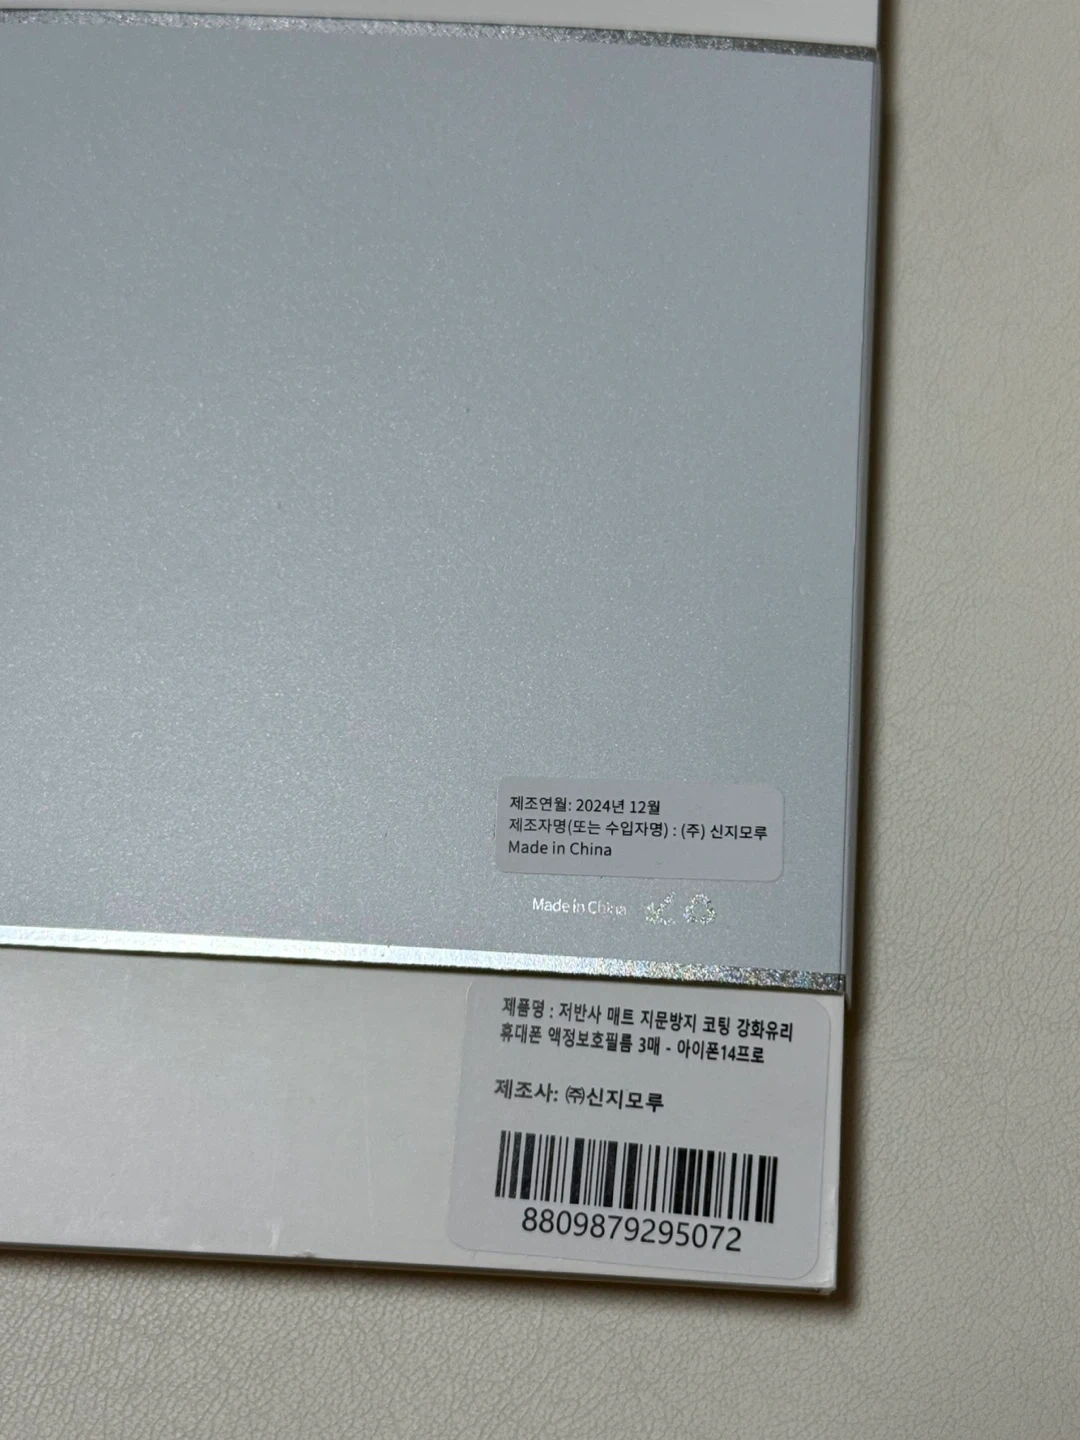 제조연월: 2024년 12월
제조자명(또는 수입자명) : (주) 신지모루
Made in China
Made in China
제품명 : 저반사 매트 지문방지 코팅 강화유리
휴대폰 액정보호필름 3매 - 아이폰14프로
제조사: ㈜신지모루
8809879295072